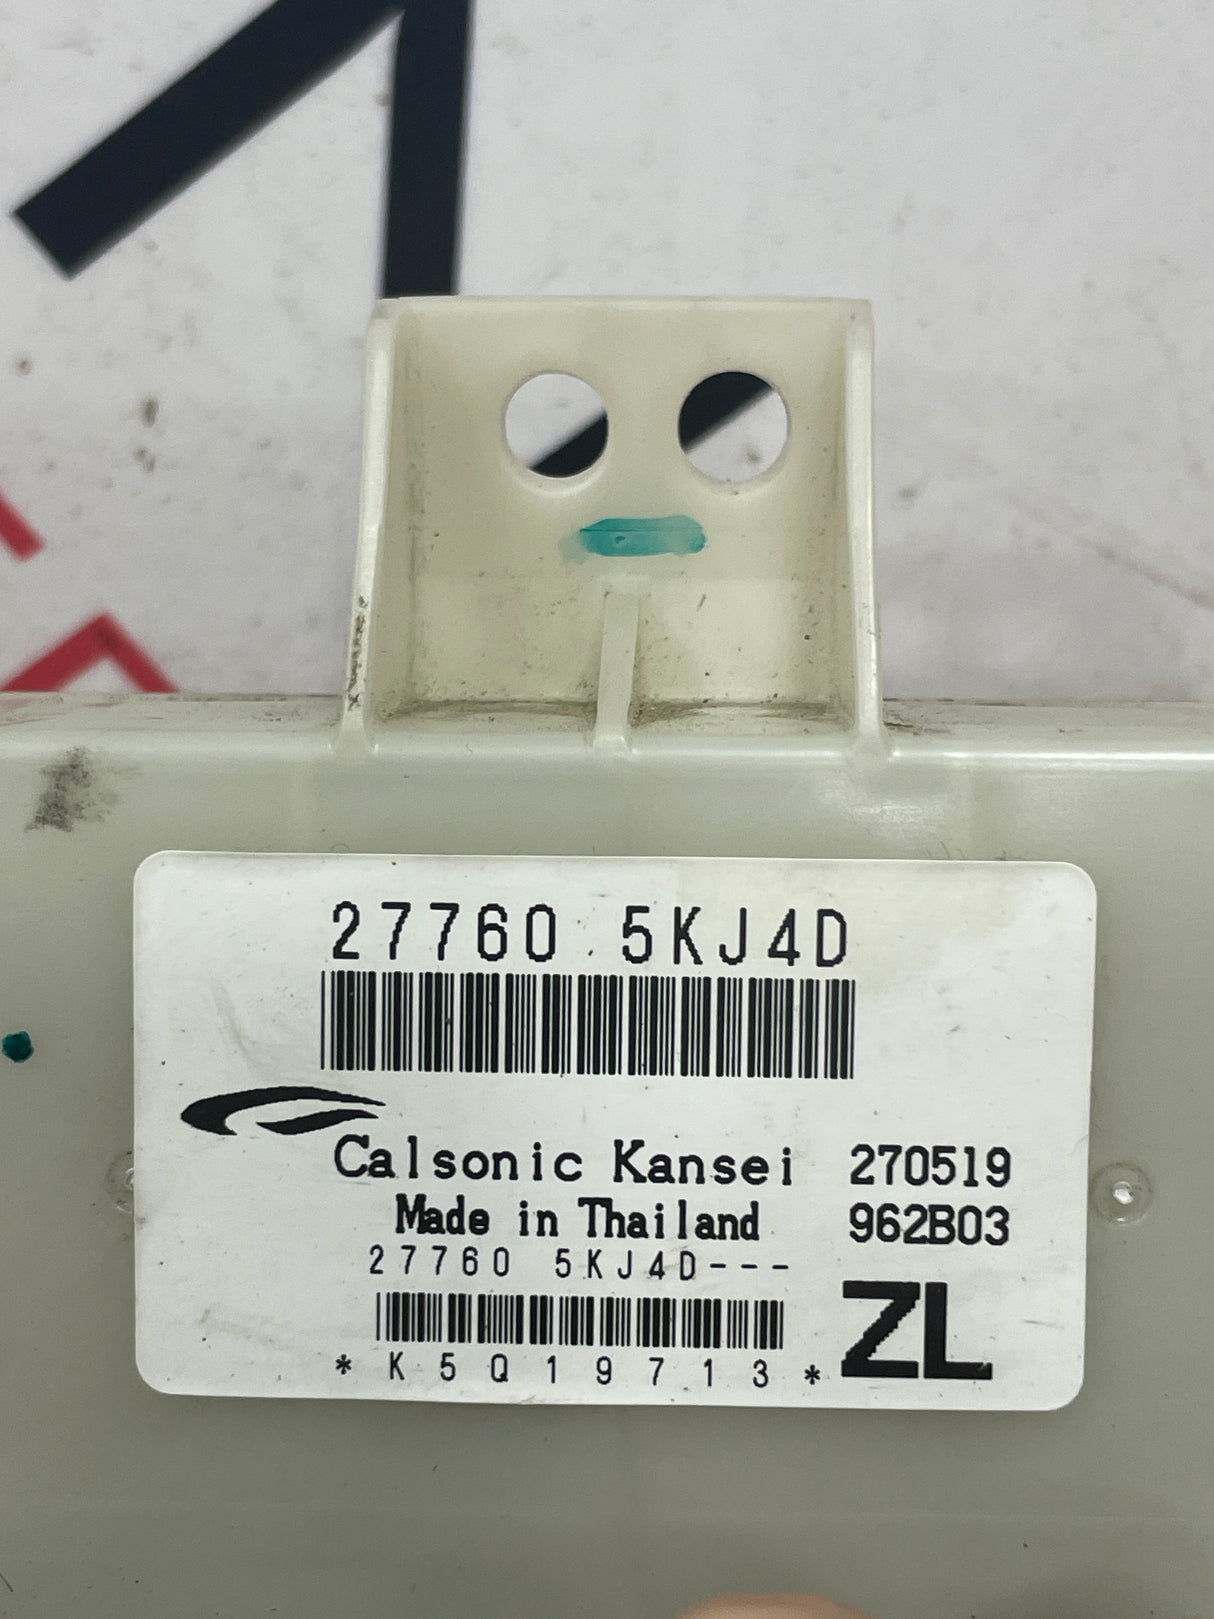 27760 5KJ4D
Calsonic Kansei 270519
Made in Thailand 962B03
27760 5KJ4D---
ZL
* K5Q19713 *